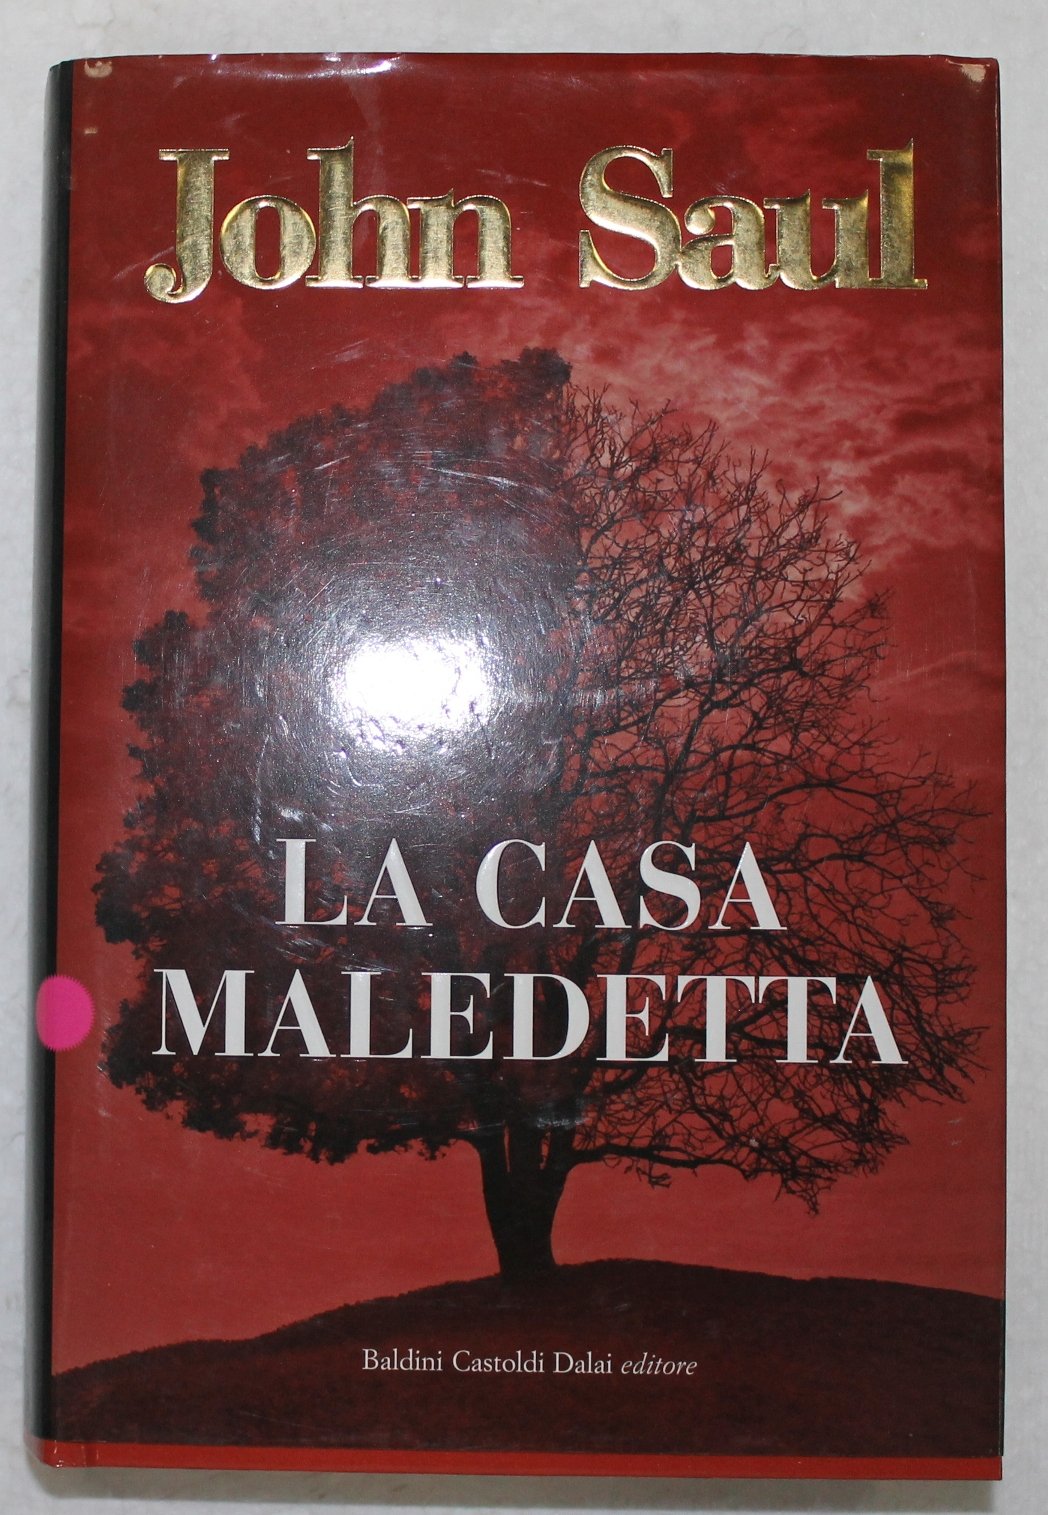 John Saul
LA CASA
MALEDETTA
Baldini Castoldi Dalai editore